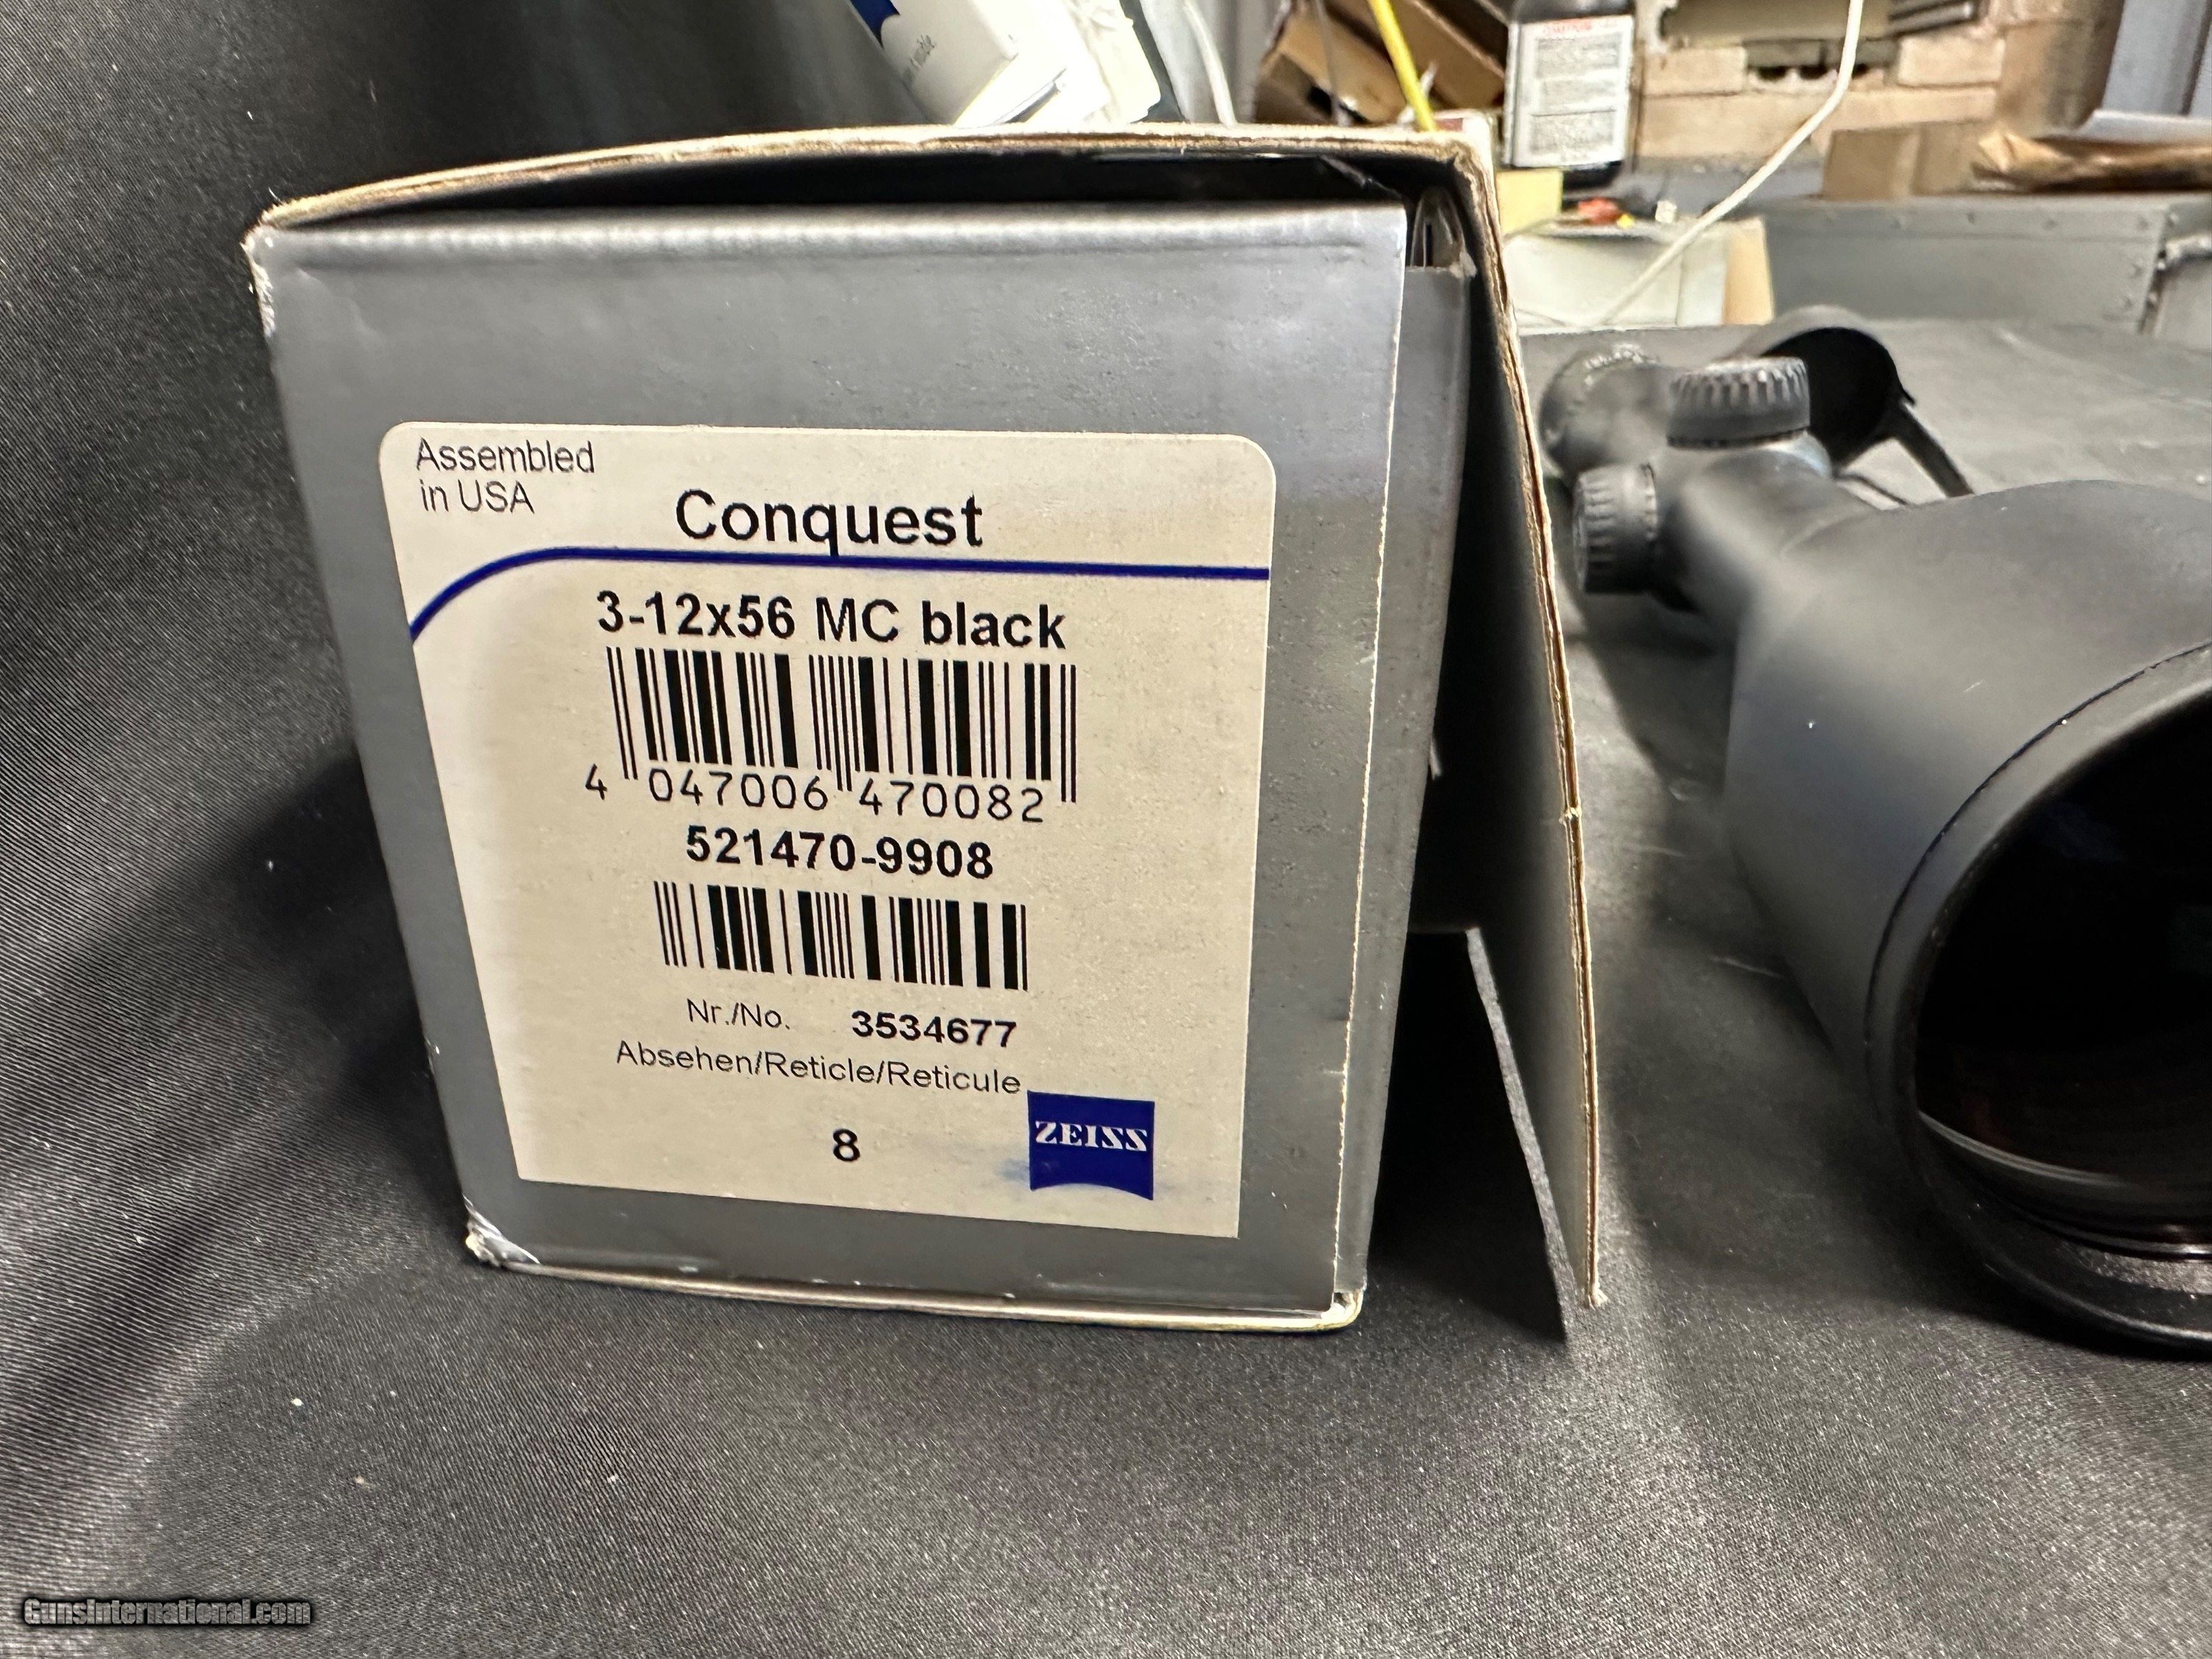 Assembled
in USA
Conquest
3-12x56 MC black
4 047006 470082
521470-9908
Nr./No. 3534677
Absehen/Reticle/Reticule
8
ZEISS
GunsInternational.com